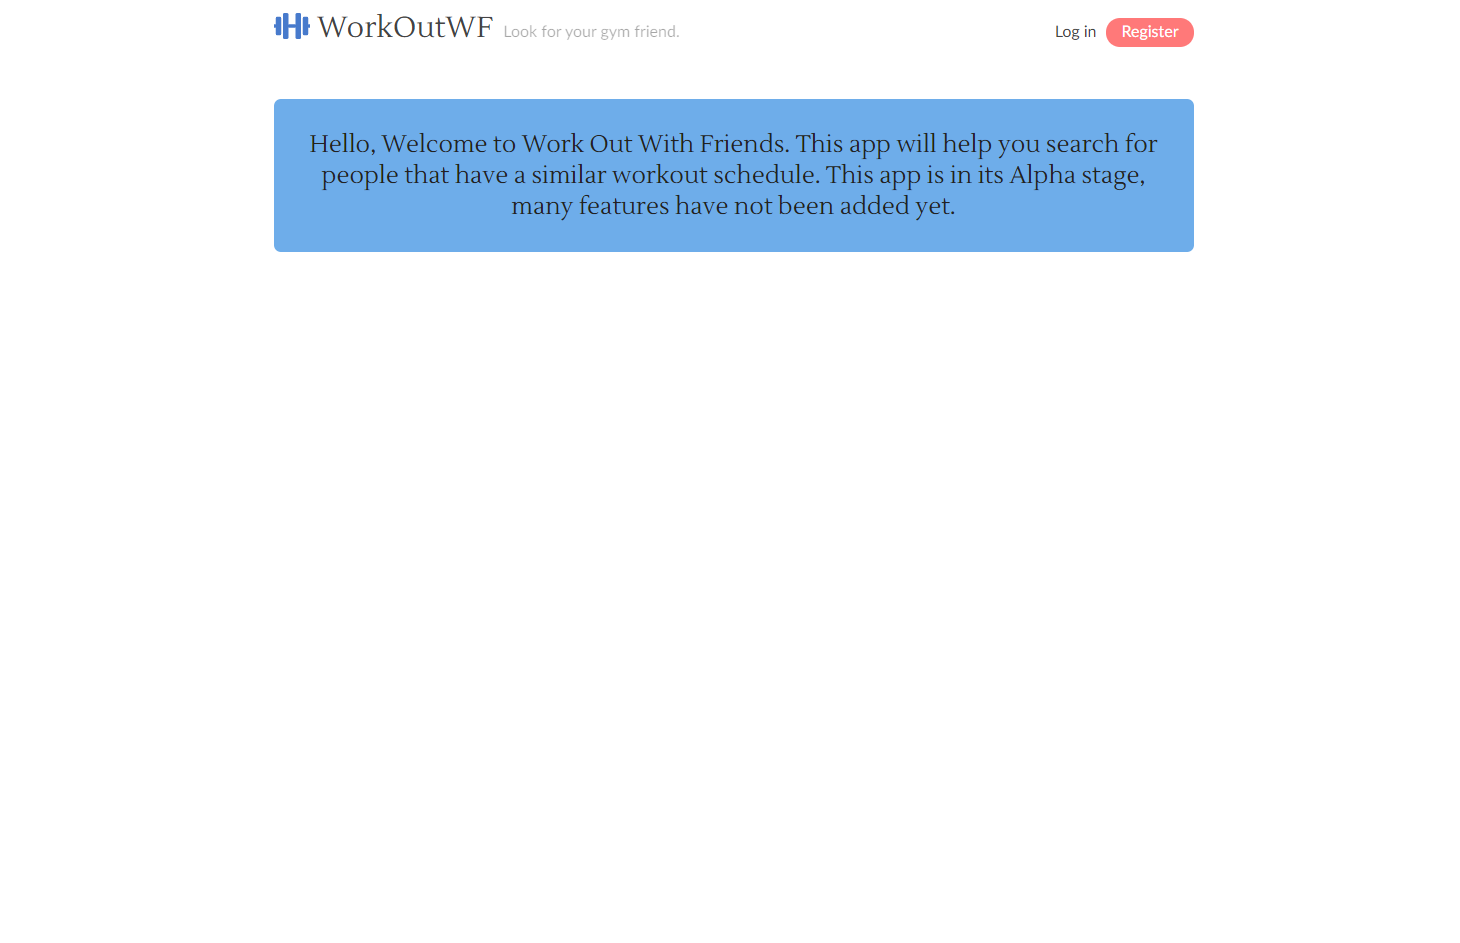 WorkOutWF Look for your gym friend. Log in Register
Hello, Welcome to Work Out With Friends. This app will help you search for
people that have a similar workout schedule. This app is in its Alpha stage,
many features have not been added yet.